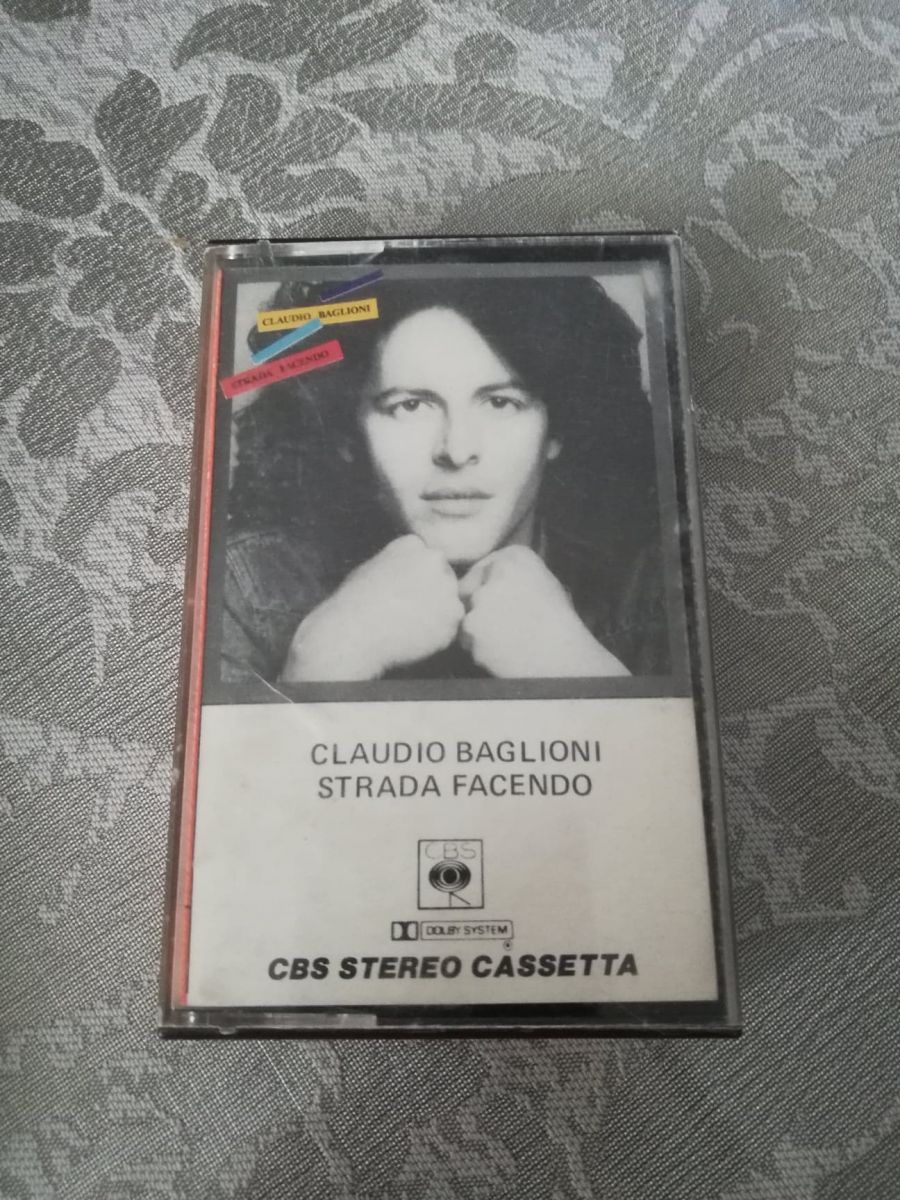 CLAUDIO BAGLIONI
STRADA FACENDO
CLAUDIO BAGLIONI
STRADA FACENDO
CBS
DOLBY SYSTEM
CBS STEREO CASSETTA